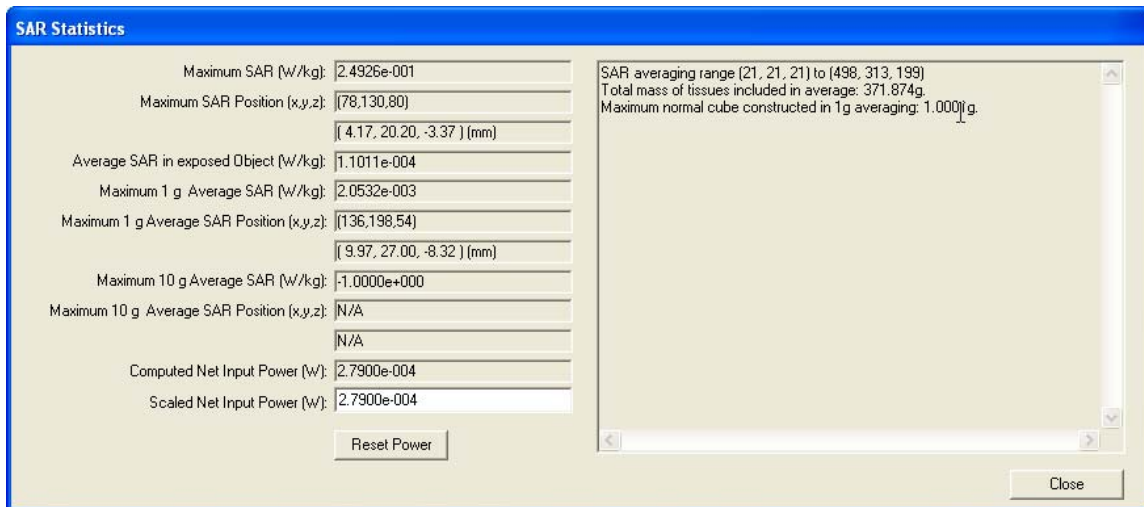 SAR Statistics
Maximum SAR (W/kg): 2.4926e-001
Maximum SAR Position (x,y,z): (78,130,80)
( 4.17, 20.20, -3.37 ) (mm)
Average SAR in exposed Object (W/kg): 1.1011e-004
Maximum 1 g Average SAR (W/kg): 2.0532e-003
Maximum 1 g Average SAR Position (x,y,z): (136,198,54)
( 9.97, 27.00, -8.32 ) (mm)
Maximum 10 g Average SAR (W/kg): -1.0000e+000
Maximum 10 g Average SAR Position (x,y,z): N/A
N/A
Computed Net Input Power (W): 2.7900e-004
Scaled Net Input Power (W): 2.7900e-004
Reset Power
SAR averaging range (21, 21, 21) to (498, 313, 199)
Total mass of tissues included in average: 371.874g.
Maximum normal cube constructed in 1g averaging: g.
Close